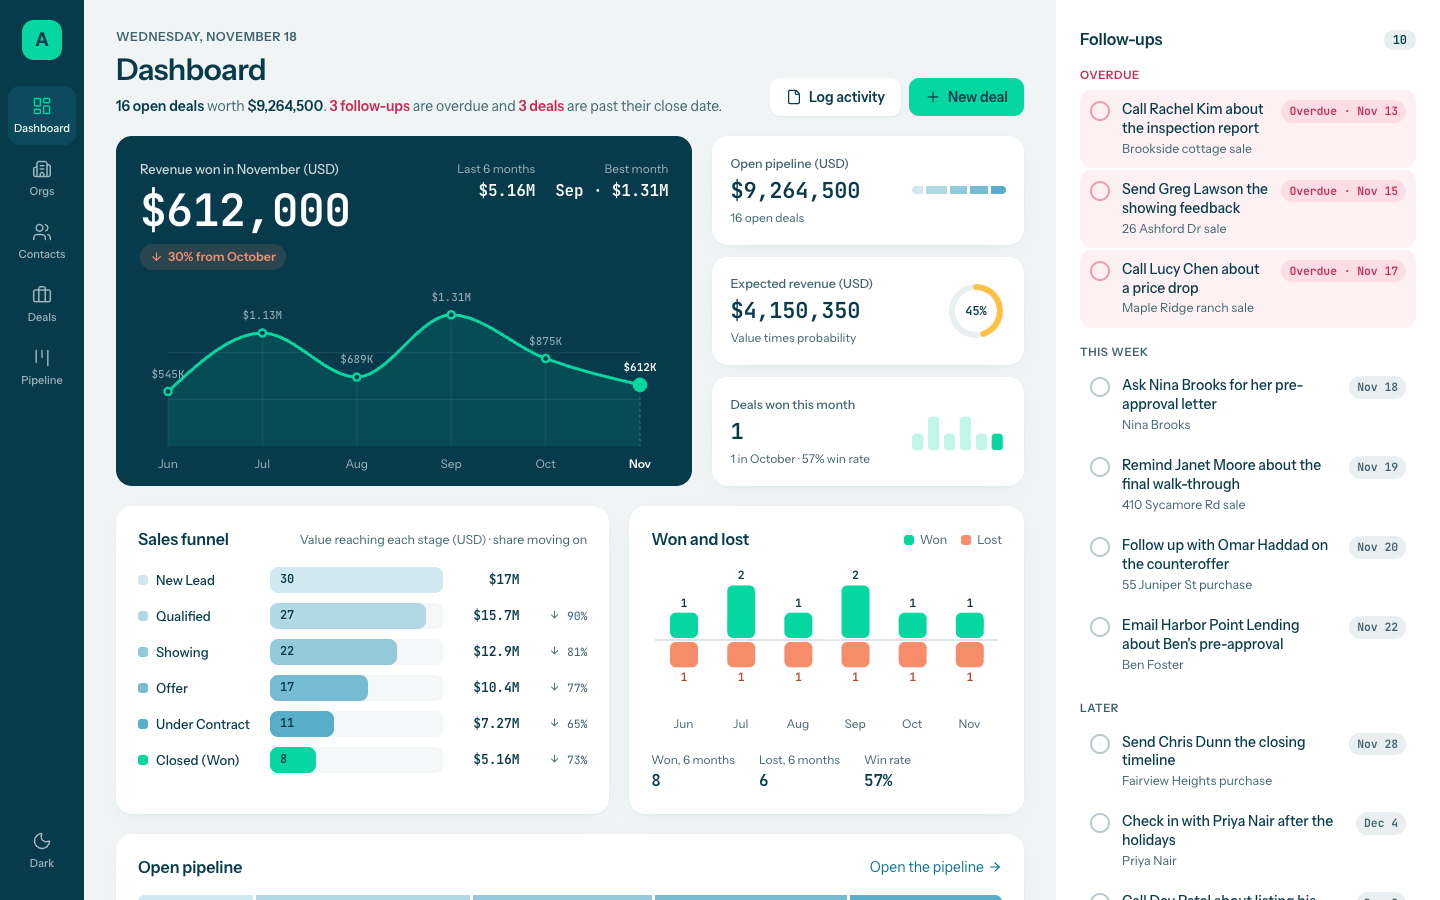 A
Dashboard
Orgs
Contacts
Deals
Pipeline
Dark
WEDNESDAY, NOVEMBER 18
Dashboard
16 open deals worth $9,264,500. 3 follow-ups are overdue and 3 deals are past their close date.
Log activity
New deal
Revenue won in November (USD)
$612,000
↓ 30% from October
Last 6 months
$5.16M
Best month
Sep · $1.31M
$545K
$1.13M
$689K
$1.31M
$875K
$612K
Jun
Jul
Aug
Sep
Oct
Nov
Open pipeline (USD)
$9,264,500
16 open deals
Expected revenue (USD)
$4,150,350
Value times probability
45%
Deals won this month
1
1 in October · 57% win rate
Sales funnel
Value reaching each stage (USD) · share moving on
New Lead 30 $17M
Qualified 27 $15.7M ↓ 90%
Showing 22 $12.9M ↓ 81%
Offer 17 $10.4M ↓ 77%
Under Contract 11 $7.27M ↓ 65%
Closed (Won) 8 $5.16M ↓ 73%
Won and lost
Won
Lost
1 2 1 2 1 1
1 1 1 1 1 1
Jun Jul Aug Sep Oct Nov
Won, 6 months
8
Lost, 6 months
6
Win rate
57%
Open pipeline
Open the pipeline →
Follow-ups
10
OVERDUE
Call Rachel Kim about
the inspection report
Brookside cottage sale
Overdue · Nov 13
Send Greg Lawson the
showing feedback
26 Ashford Dr sale
Overdue · Nov 15
Call Lucy Chen about
a price drop
Maple Ridge ranch sale
Overdue · Nov 17
THIS WEEK
Ask Nina Brooks for her pre-
approval letter
Nina Brooks
Nov 18
Remind Janet Moore about the
final walk-through
410 Sycamore Rd sale
Nov 19
Follow up with Omar Haddad on
the counteroffer
55 Juniper St purchase
Nov 20
Email Harbor Point Lending
about Ben's pre-approval
Ben Foster
Nov 22
LATER
Send Chris Dunn the closing
timeline
Fairview Heights purchase
Nov 28
Check in with Priya Nair after the
holidays
Priya Nair
Dec 4